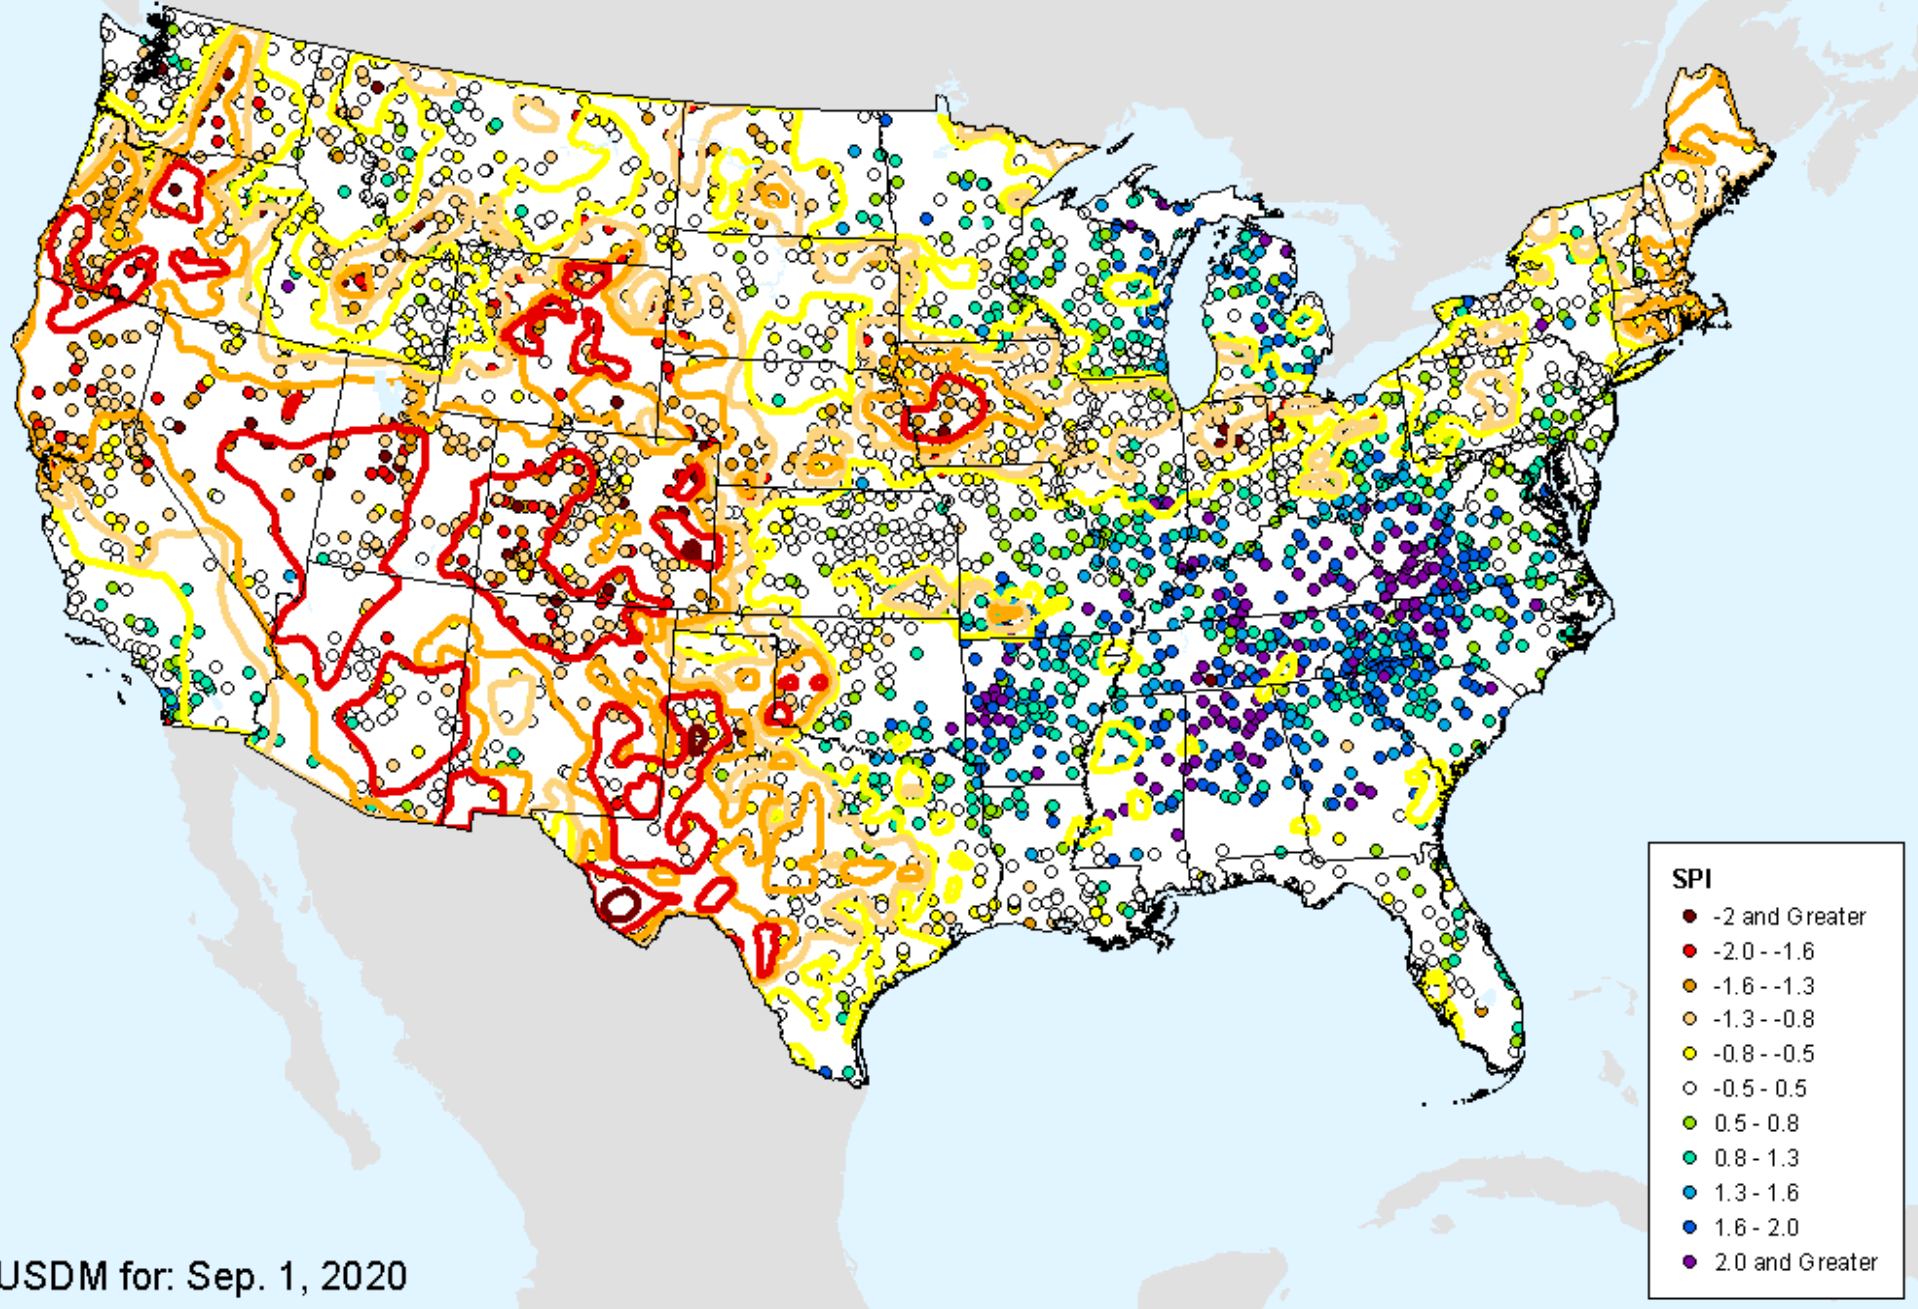 SPI
-2 and Greater
-2.0 - -1.6
-1.6 - -1.3
-1.3 - -0.8
-0.8 - -0.5
-0.5 - 0.5
0.5 - 0.8
0.8 - 1.3
1.3 - 1.6
1.6 - 2.0
2.0 and Greater
USDM for: Sep. 1, 2020